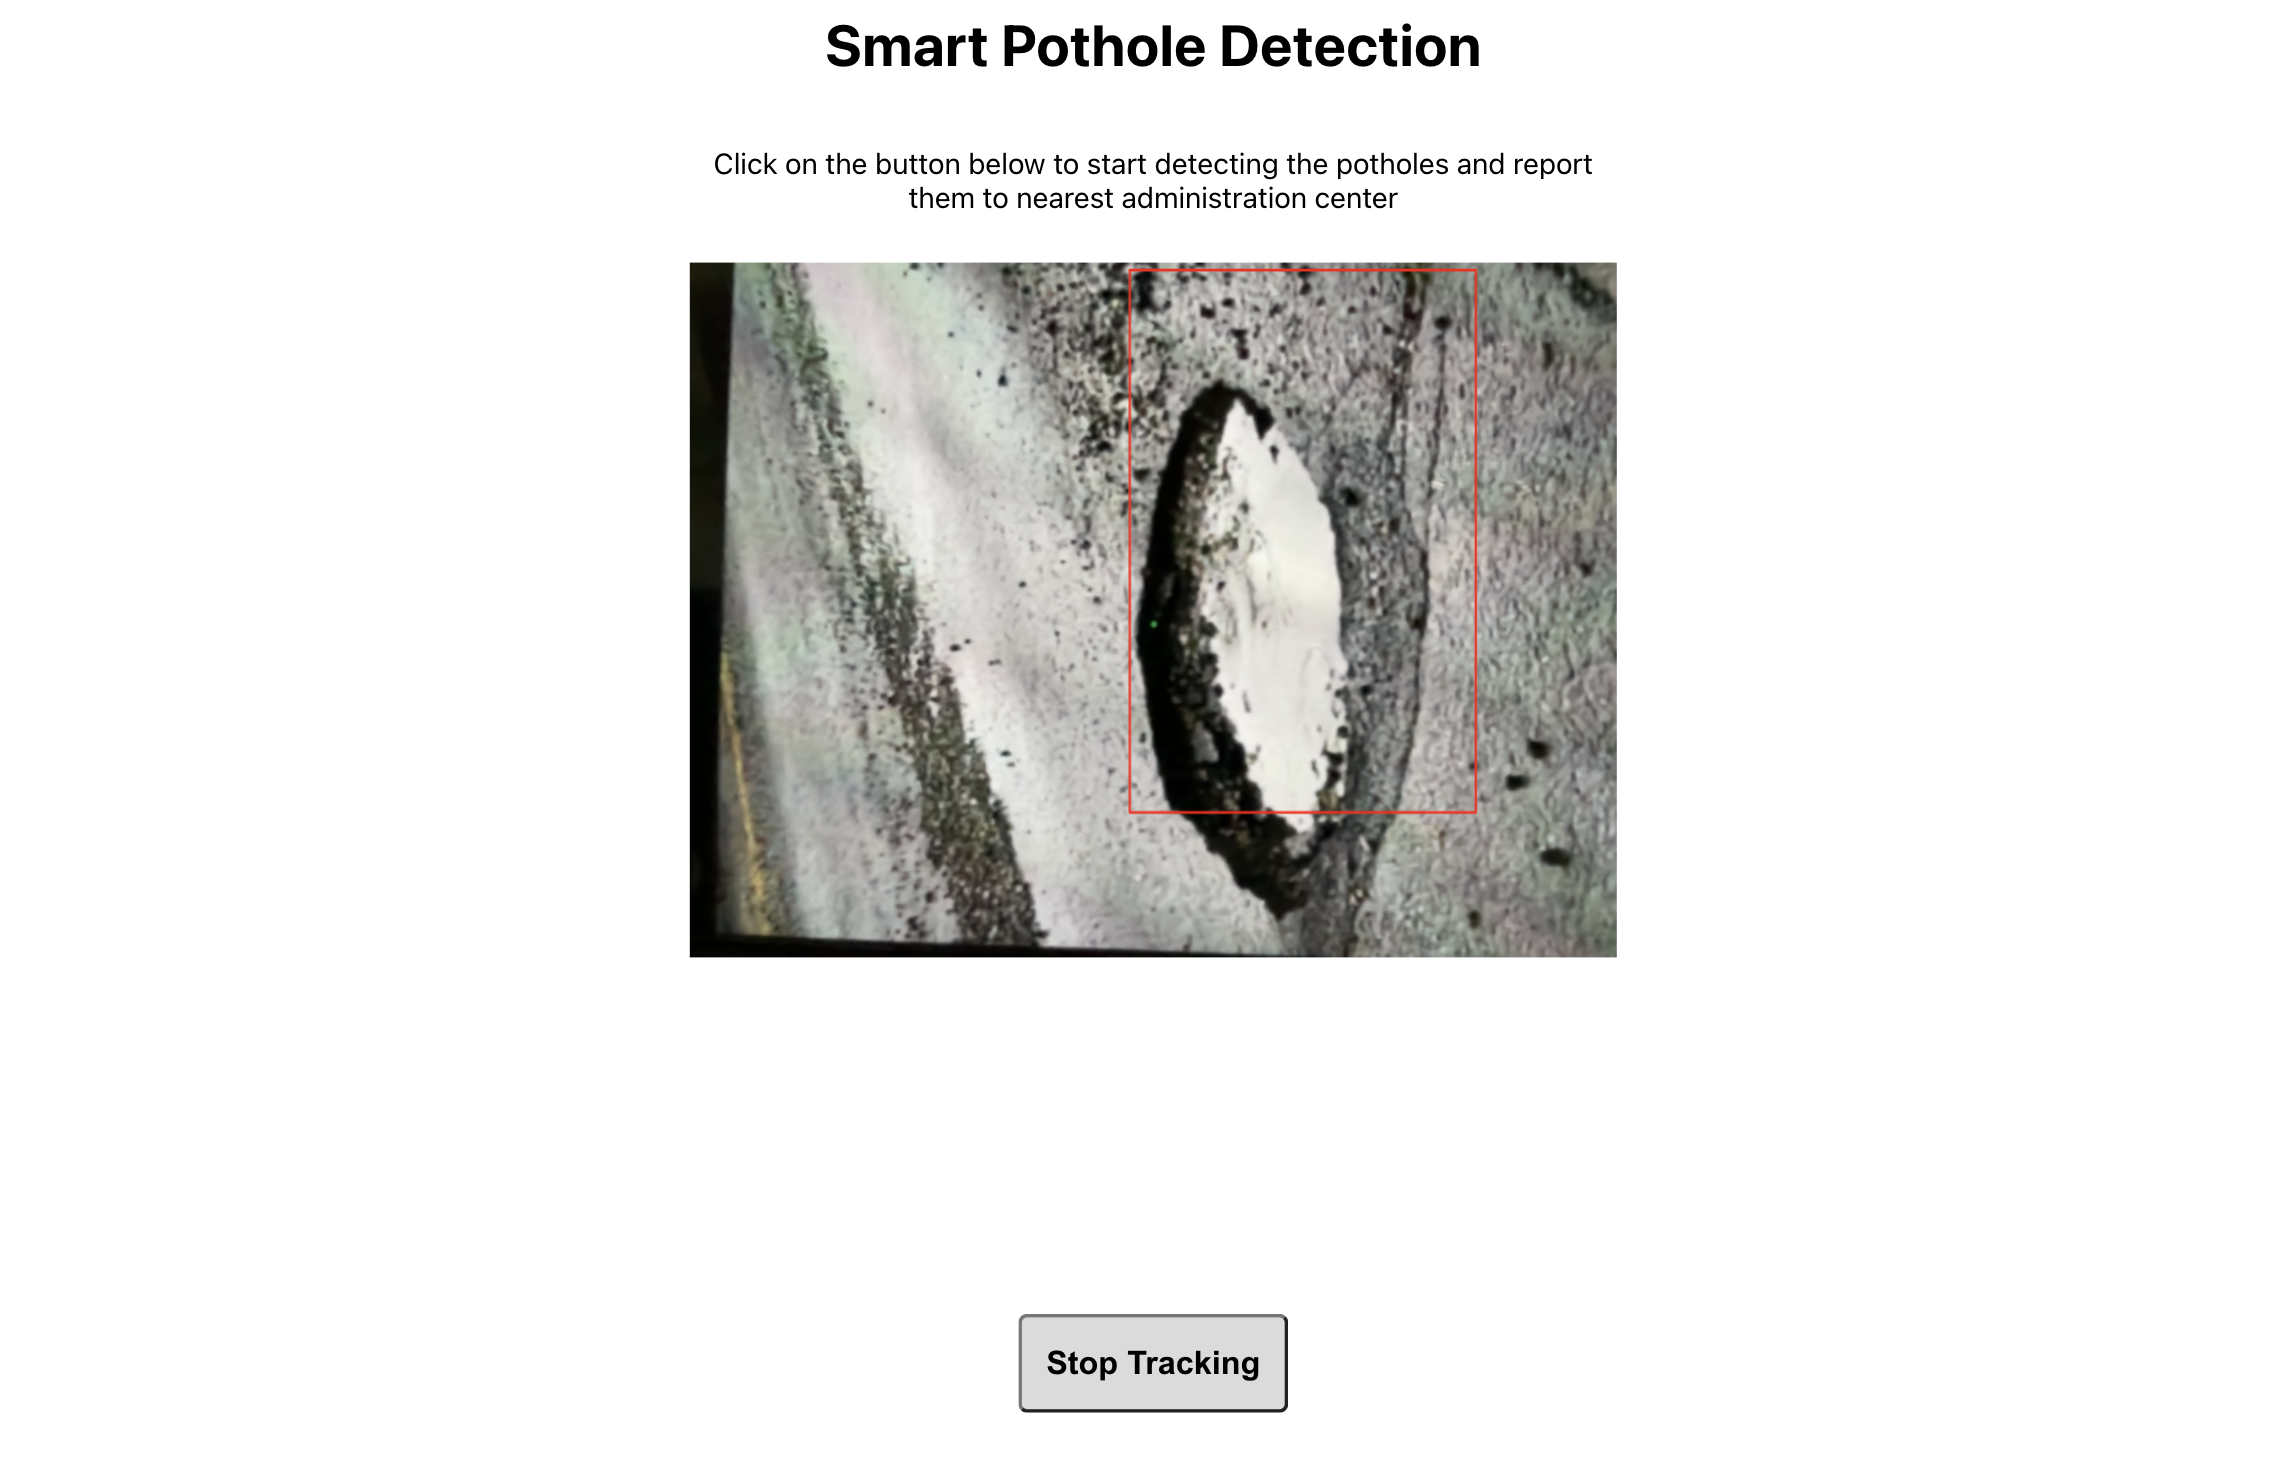 Smart Pothole Detection
Click on the button below to start detecting the potholes and report
them to nearest administration center
Stop Tracking